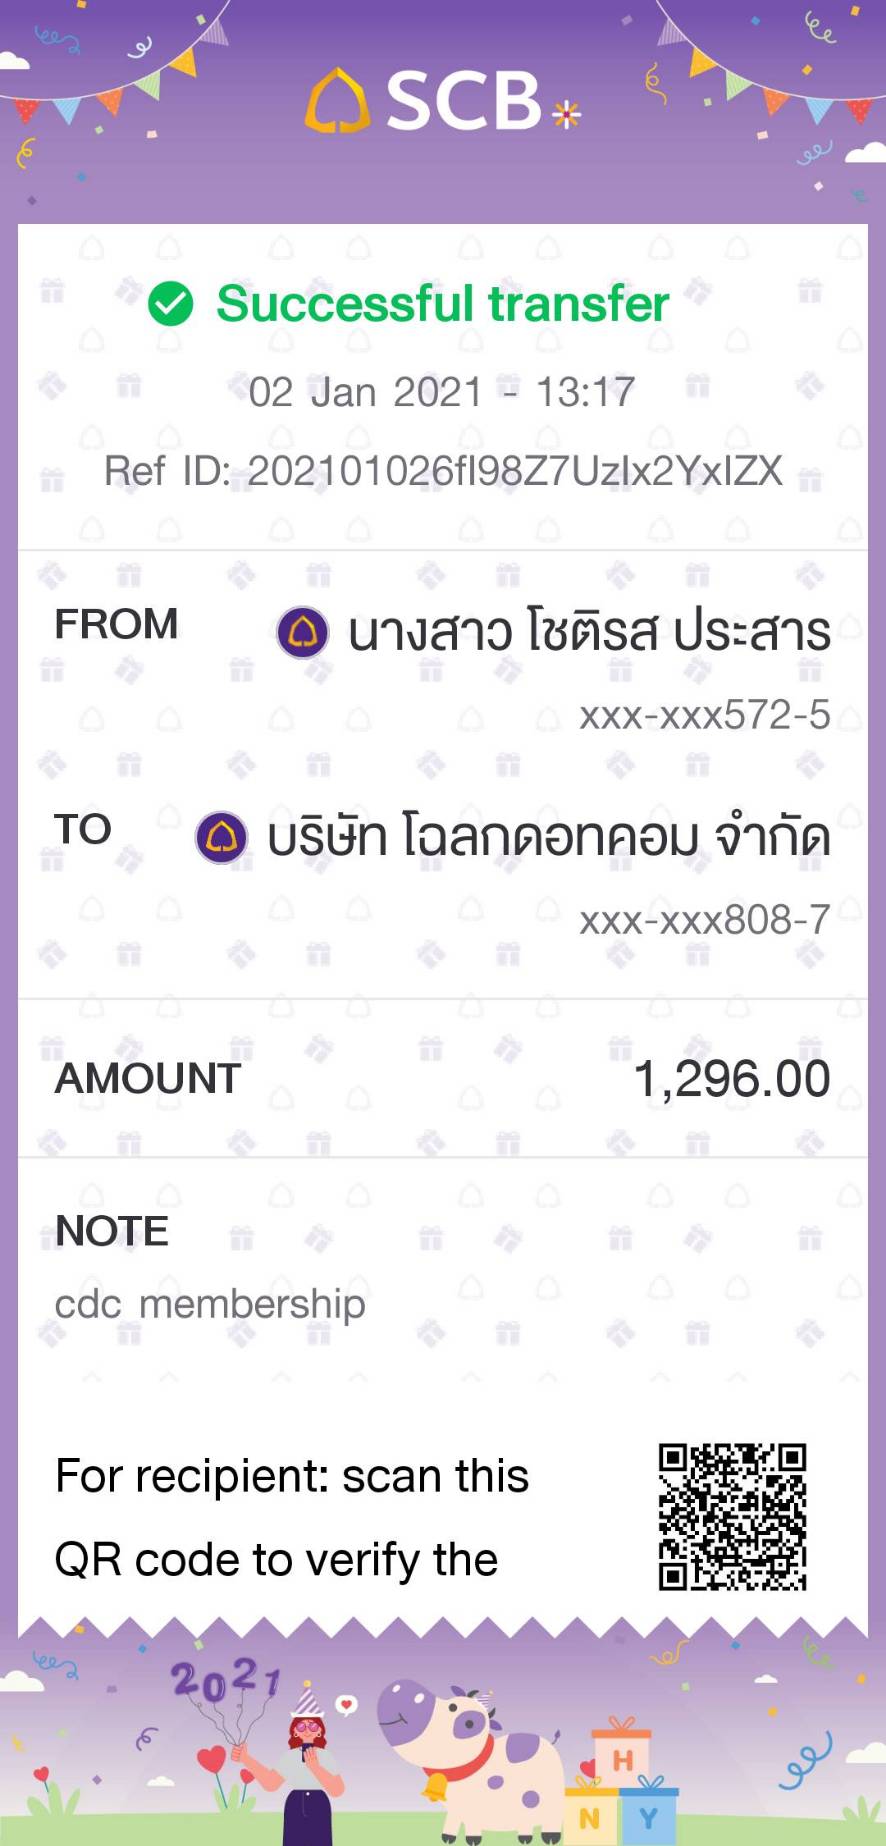 SCB
Successful transfer
02 Jan 2021 - 13:17
Ref ID: 202101026fI98Z7UzIx2YxIZX
FROM
นางสาว โชติรส ประสาร
xxx-xxx572-5
TO
บริษัท โฉลกดอทคอม จำกัด
xxx-xxx808-7
AMOUNT
1,296.00
NOTE
cdc membership
For recipient: scan this
QR code to verify the
2021
H
N Y